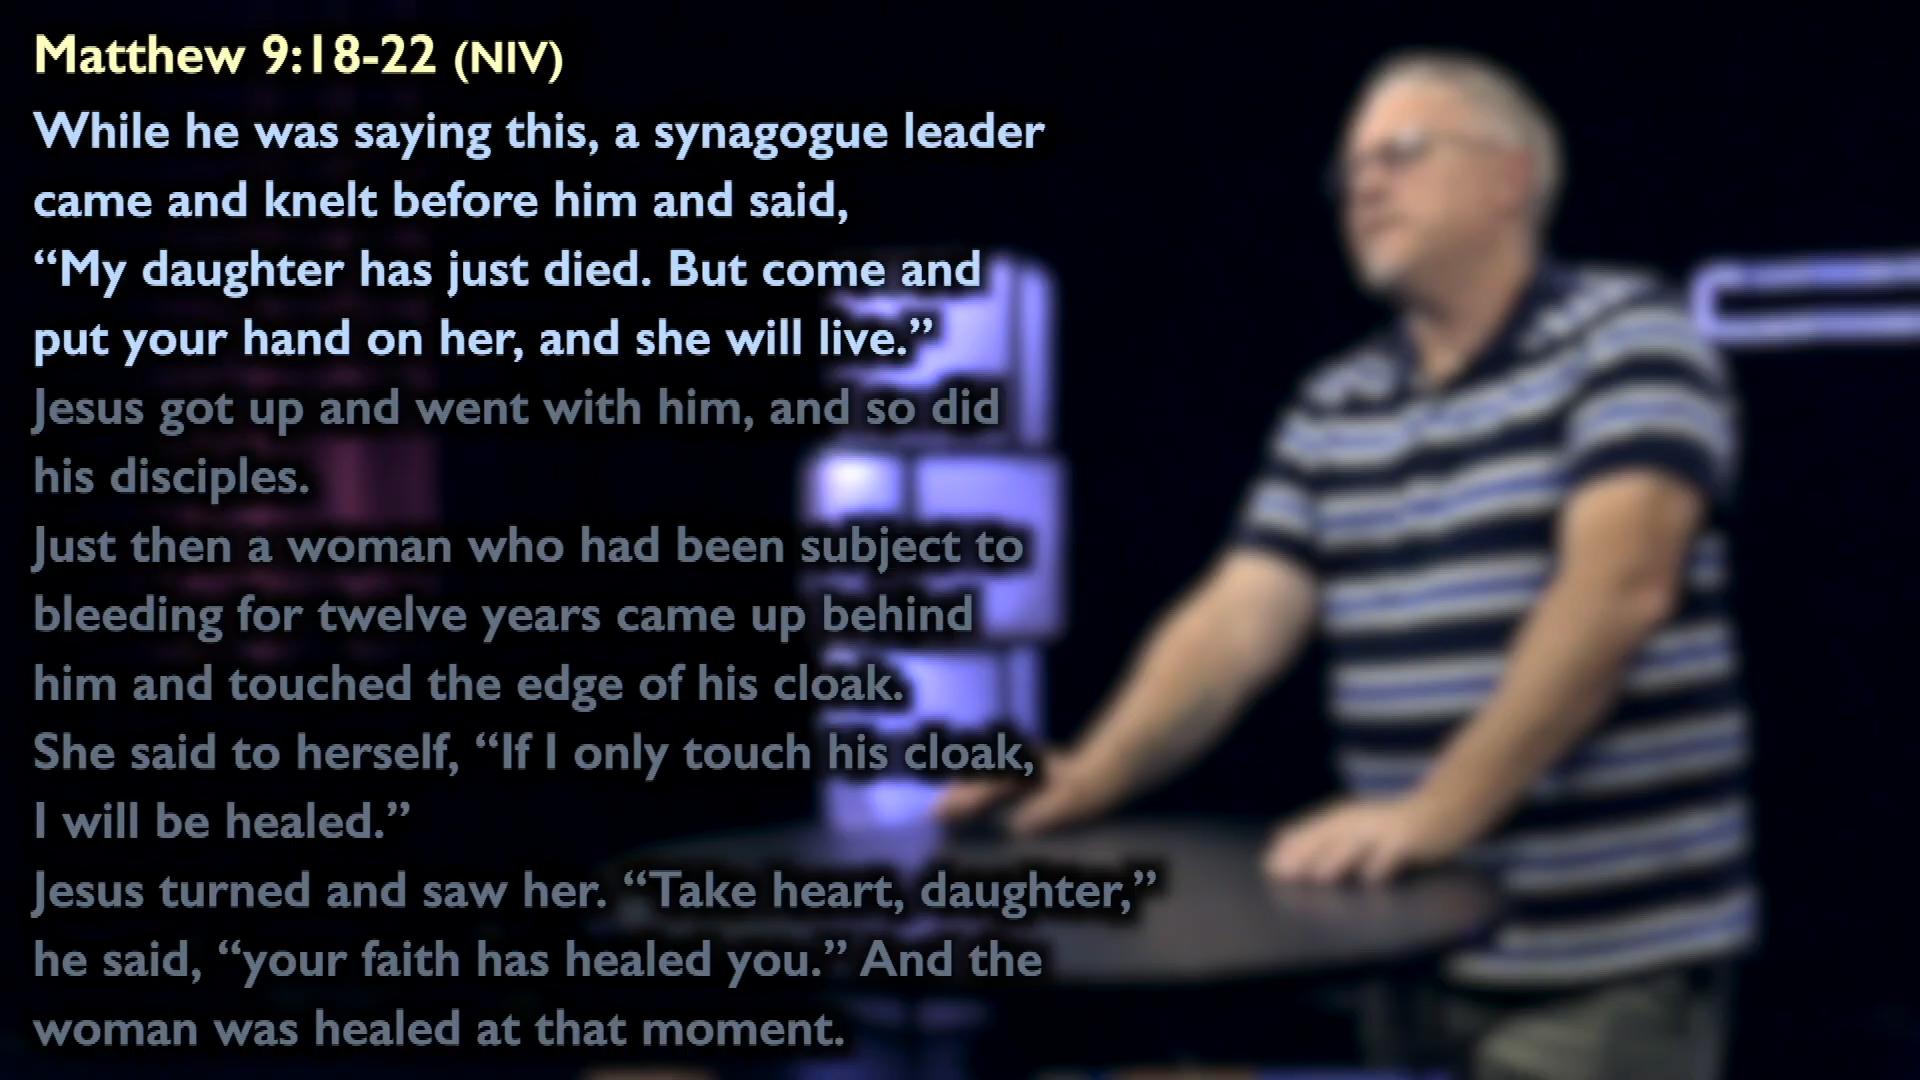 Matthew 9:18-22 (NIV)
While he was saying this, a synagogue leader
came and knelt before him and said,
“My daughter has just died. But come and
put your hand on her, and she will live.”
Jesus got up and went with him, and so did
his disciples.
Just then a woman who had been subject to
bleeding for twelve years came up behind
him and touched the edge of his cloak.
She said to herself, “If I only touch his cloak,
I will be healed.”
Jesus turned and saw her. “Take heart, daughter,”
he said, “your faith has healed you.” And the
woman was healed at that moment.